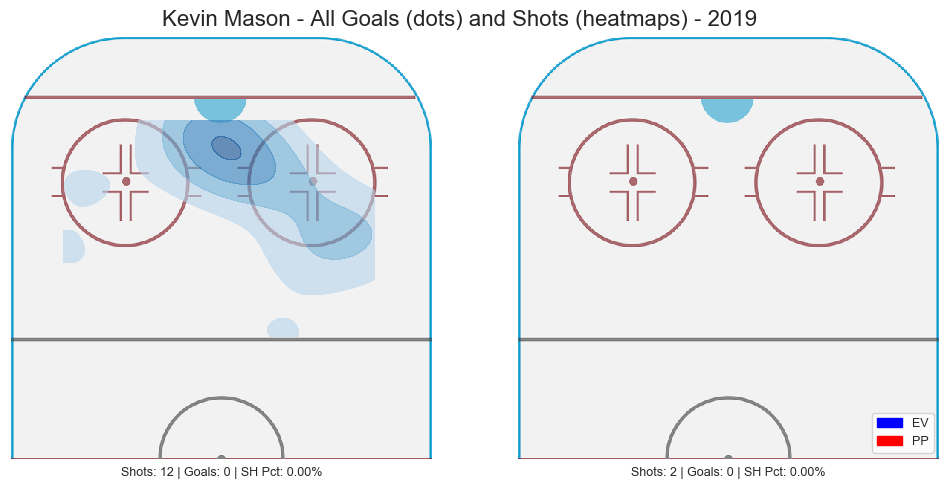 Kevin Mason - All Goals (dots) and Shots (heatmaps) - 2019
EV
PP
Shots: 12 | Goals: 0 | SH Pct: 0.00%
Shots: 2 | Goals: 0 | SH Pct: 0.00%